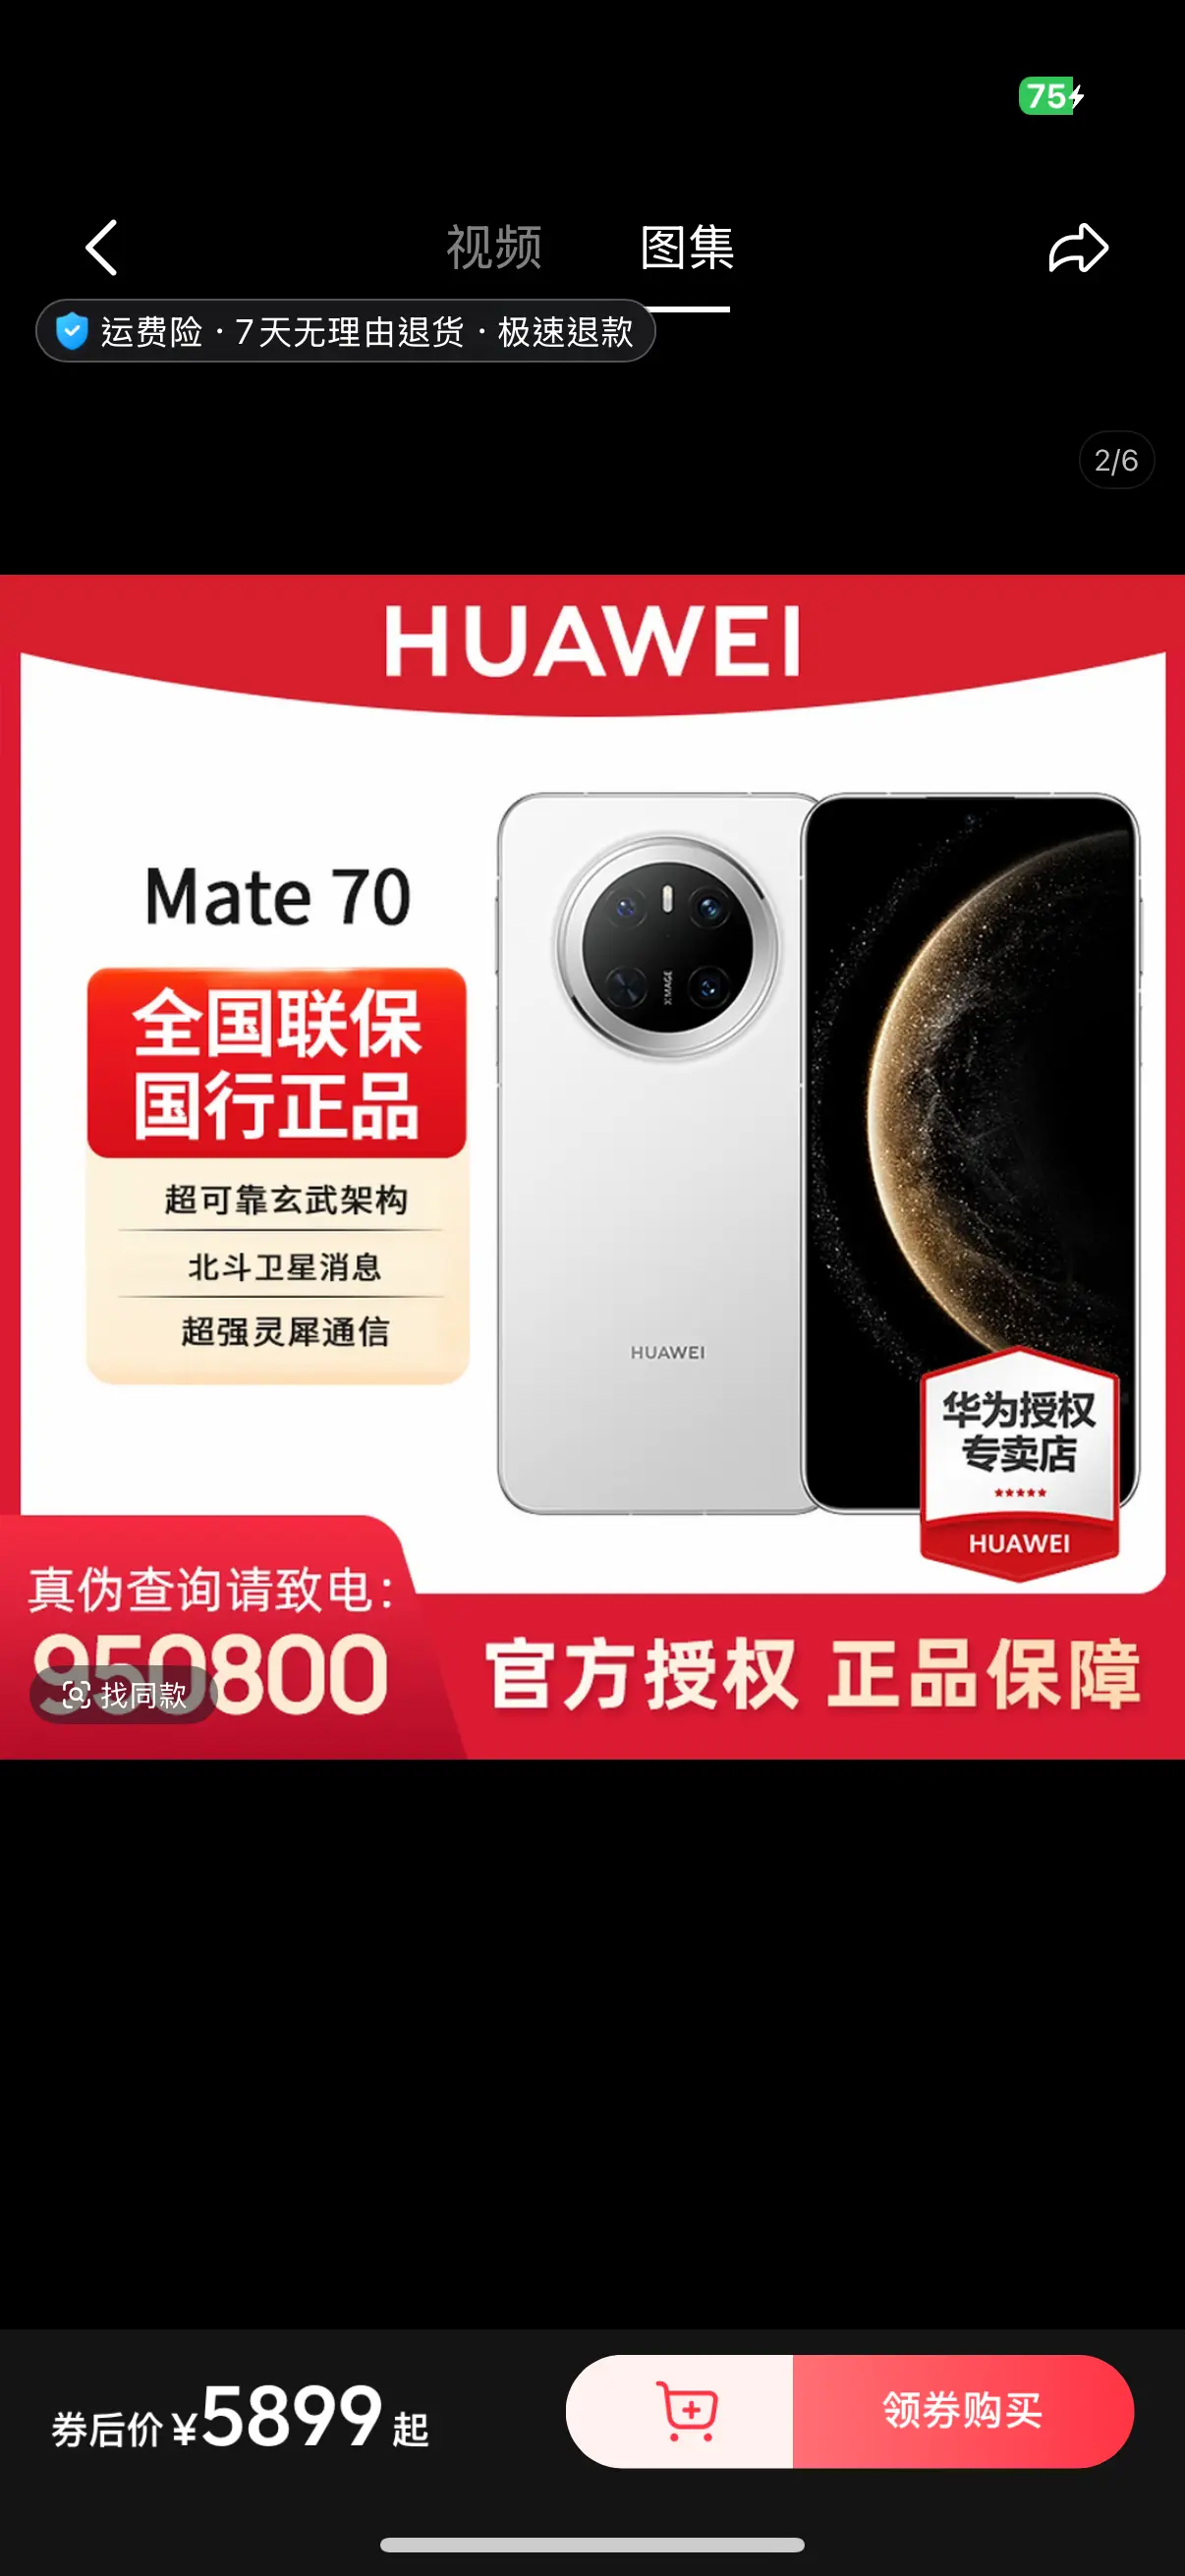 75
视频 图集
运费险 · 7天无理由退货 · 极速退款
2/6
HUAWEI
Mate 70
全国联保
国行正品
超可靠玄武架构
北斗卫星消息
超强灵犀通信
XMAGE
HUAWEI
华为授权
专卖店
HUAWEI
真伪查询请致电:
950800
找同款
官方授权 正品保障
券后价 ¥5899 起
领券购买